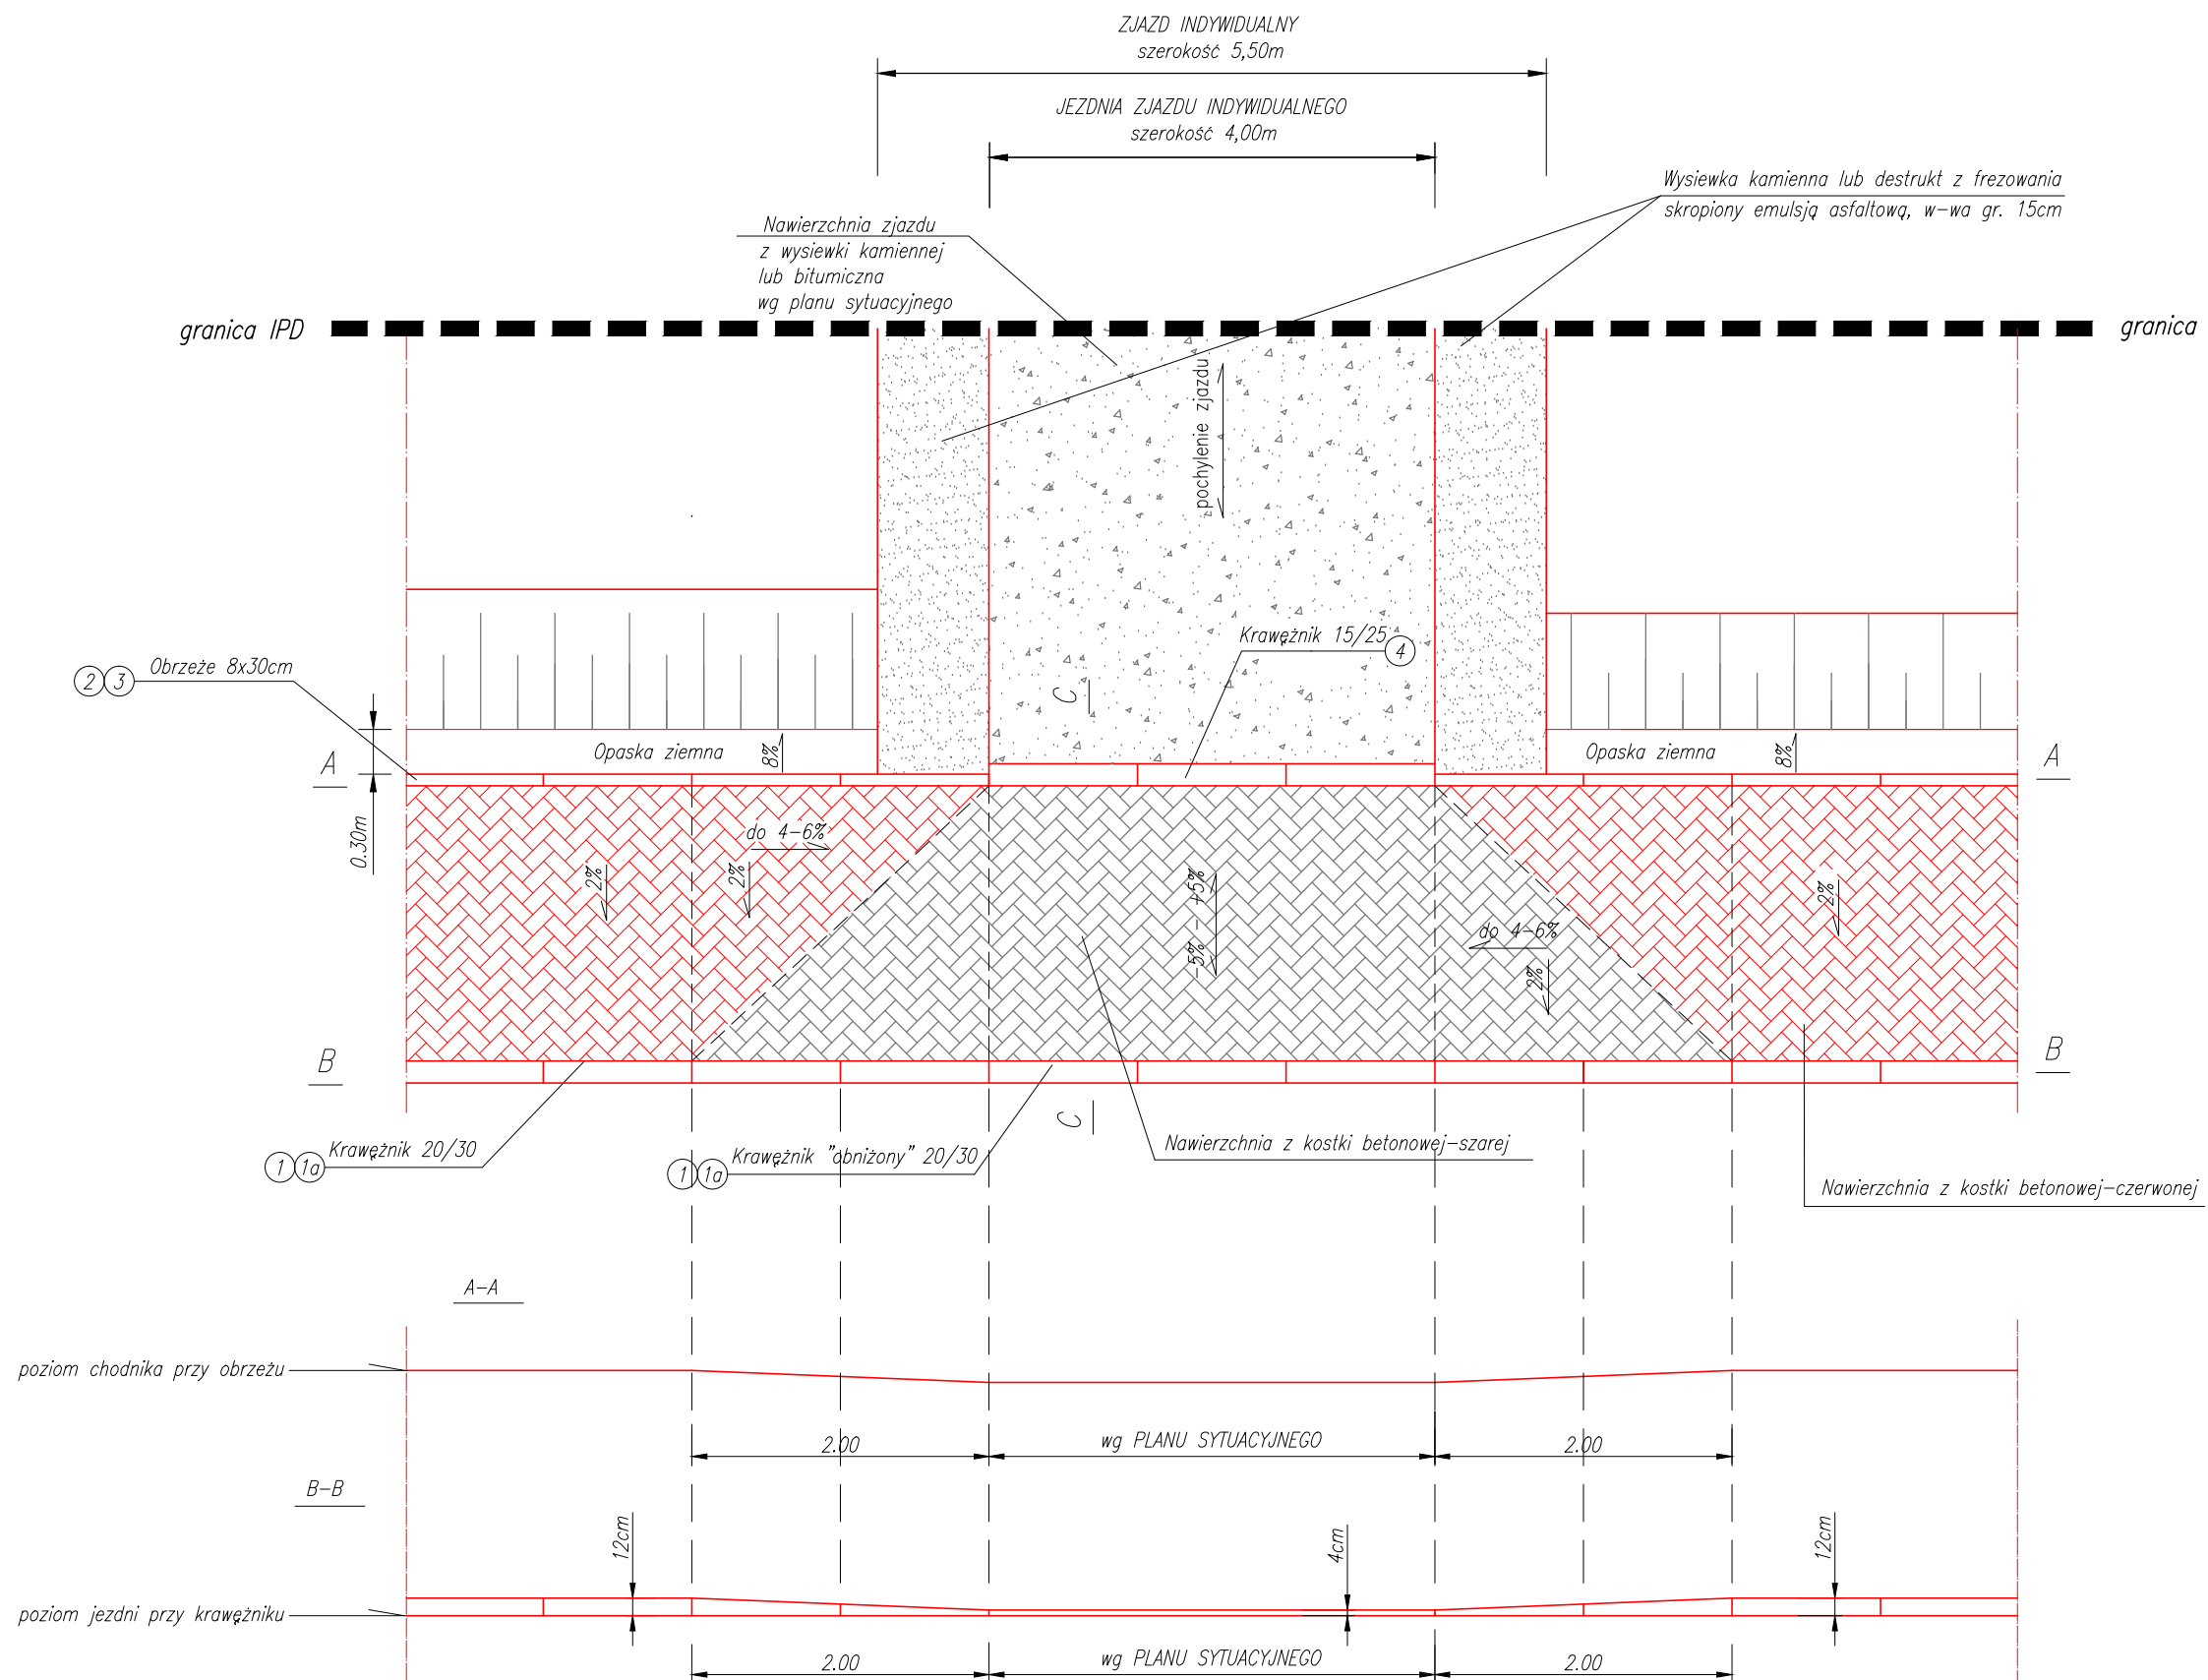 ZJAZD INDYWIDUALNY
szerokość 5,50m
JEZDNIA ZJAZDU INDYWIDUALNEGO
szerokość 4,00m
Wysiewka kamienna lub destrukt z frezowania
skropiony emulsją asfaltową, w-wa gr. 15cm
Nawierzchnia zjazdu
z wysiewki kamiennej
lub bitumiczna
wg planu sytuacyjnego
granica IPD
granica
pochylenie zjazdu
Krawężnik 15/25
4
2 3 Obrzeże 8x30cm
C
Opaska ziemna
8%
Opaska ziemna
8%
A
A
0.30m
do 4-6%
2%
2%
-5% - +5%
do 4-6%
2%
2%
B
B
C
1 1a Krawężnik 20/30
1 1a Krawężnik "obniżony" 20/30
Nawierzchnia z kostki betonowej-szarej
Nawierzchnia z kostki betonowej-czerwonej
A-A
poziom chodnika przy obrzeżu
2.00
wg PLANU SYTUACYJNEGO
2.00
B-B
12cm
4cm
12cm
poziom jezdni przy krawężniku
2.00
wg PLANU SYTUACYJNEGO
2.00